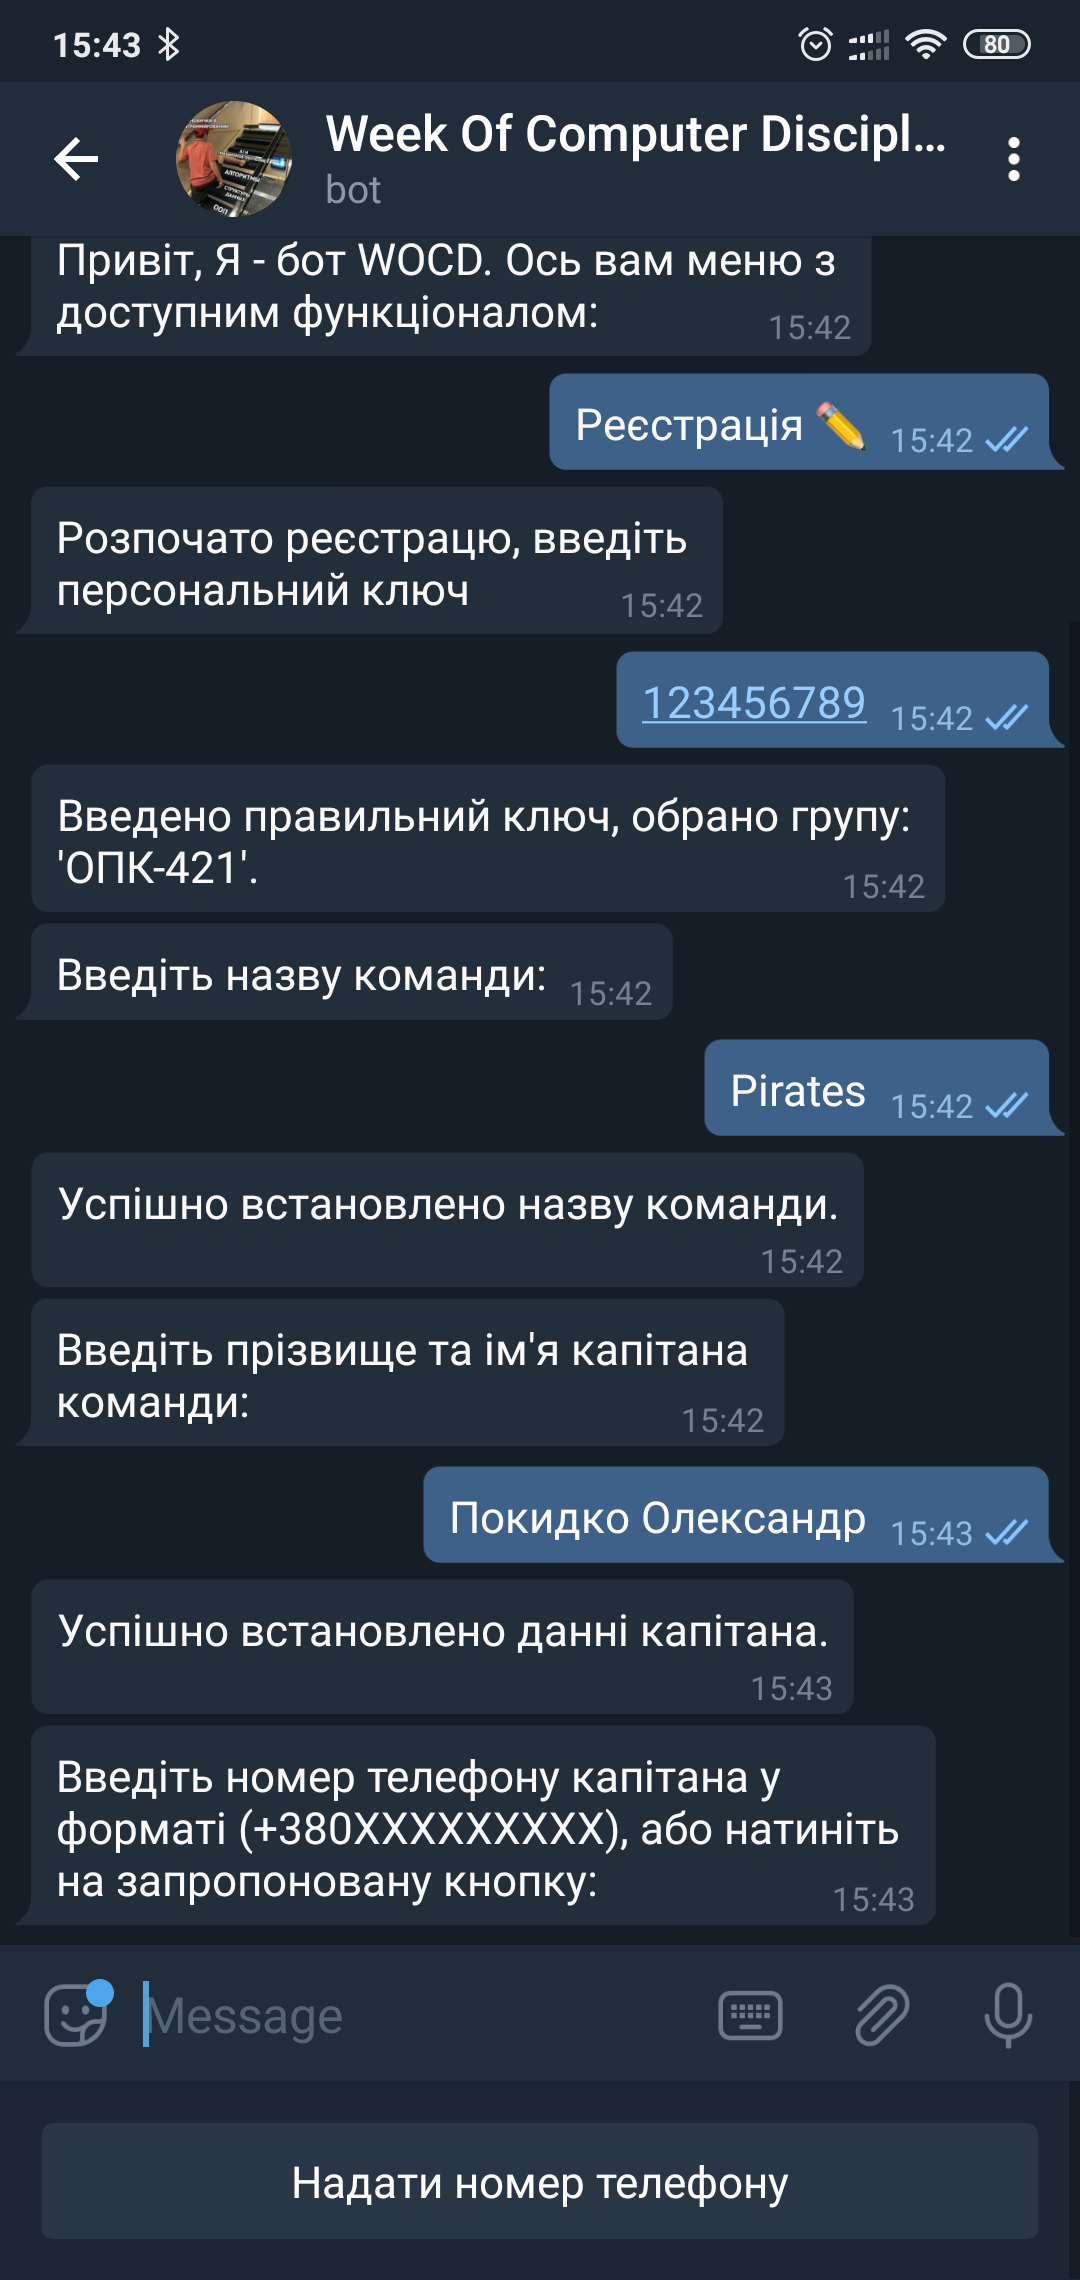 15:43
80
Week Of Computer Discipl...
bot
Привіт, Я - бот WOCD. Ось вам меню з
доступним функціоналом:
15:42
Реєстрація ✏️ 15:42
Розпочато реєстрацю, введіть
персональний ключ
15:42
123456789 15:42
Введено правильний ключ, обрано групу:
'ОПК-421'.
15:42
Введіть назву команди: 15:42
Pirates 15:42
Успішно встановлено назву команди.
15:42
Введіть прізвище та ім'я капітана
команди:
15:42
Покидко Олександр 15:43
Успішно встановлено данні капітана.
15:43
Введіть номер телефону капітана у
форматі (+380XXXXXXXXX), або натиніть
на запропоновану кнопку:
15:43
Message
Надати номер телефону